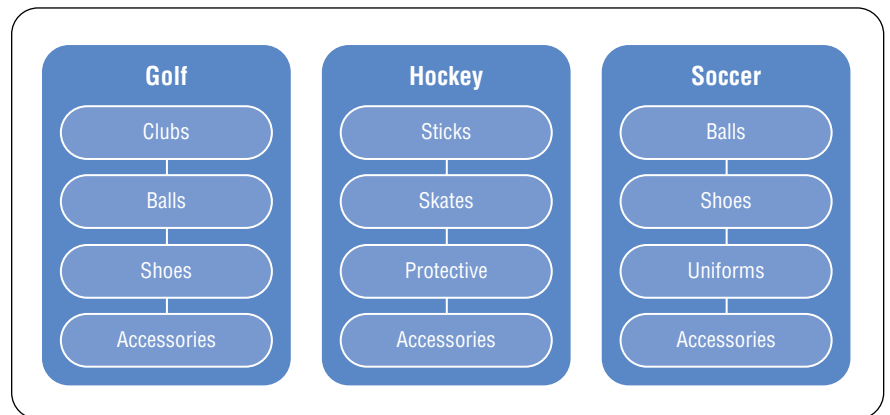 Golf
Clubs
Balls
Shoes
Accessories
Hockey
Sticks
Skates
Protective
Accessories
Soccer
Balls
Shoes
Uniforms
Accessories